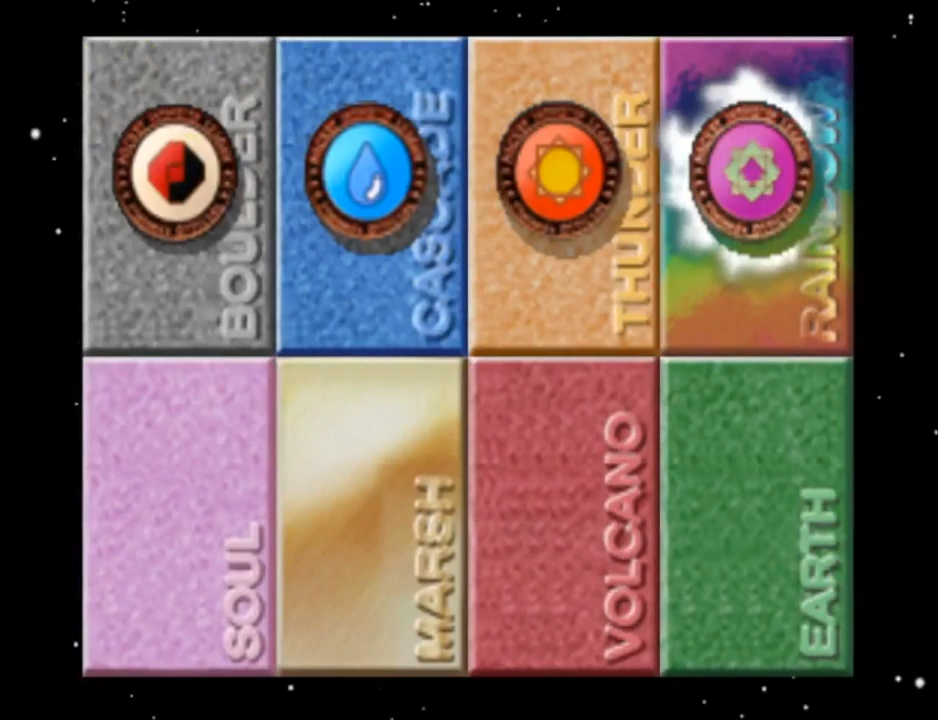 BOULDER
CASCADE
THUNDER
RAINBOW
SOUL
MARSH
VOLCANO
EARTH